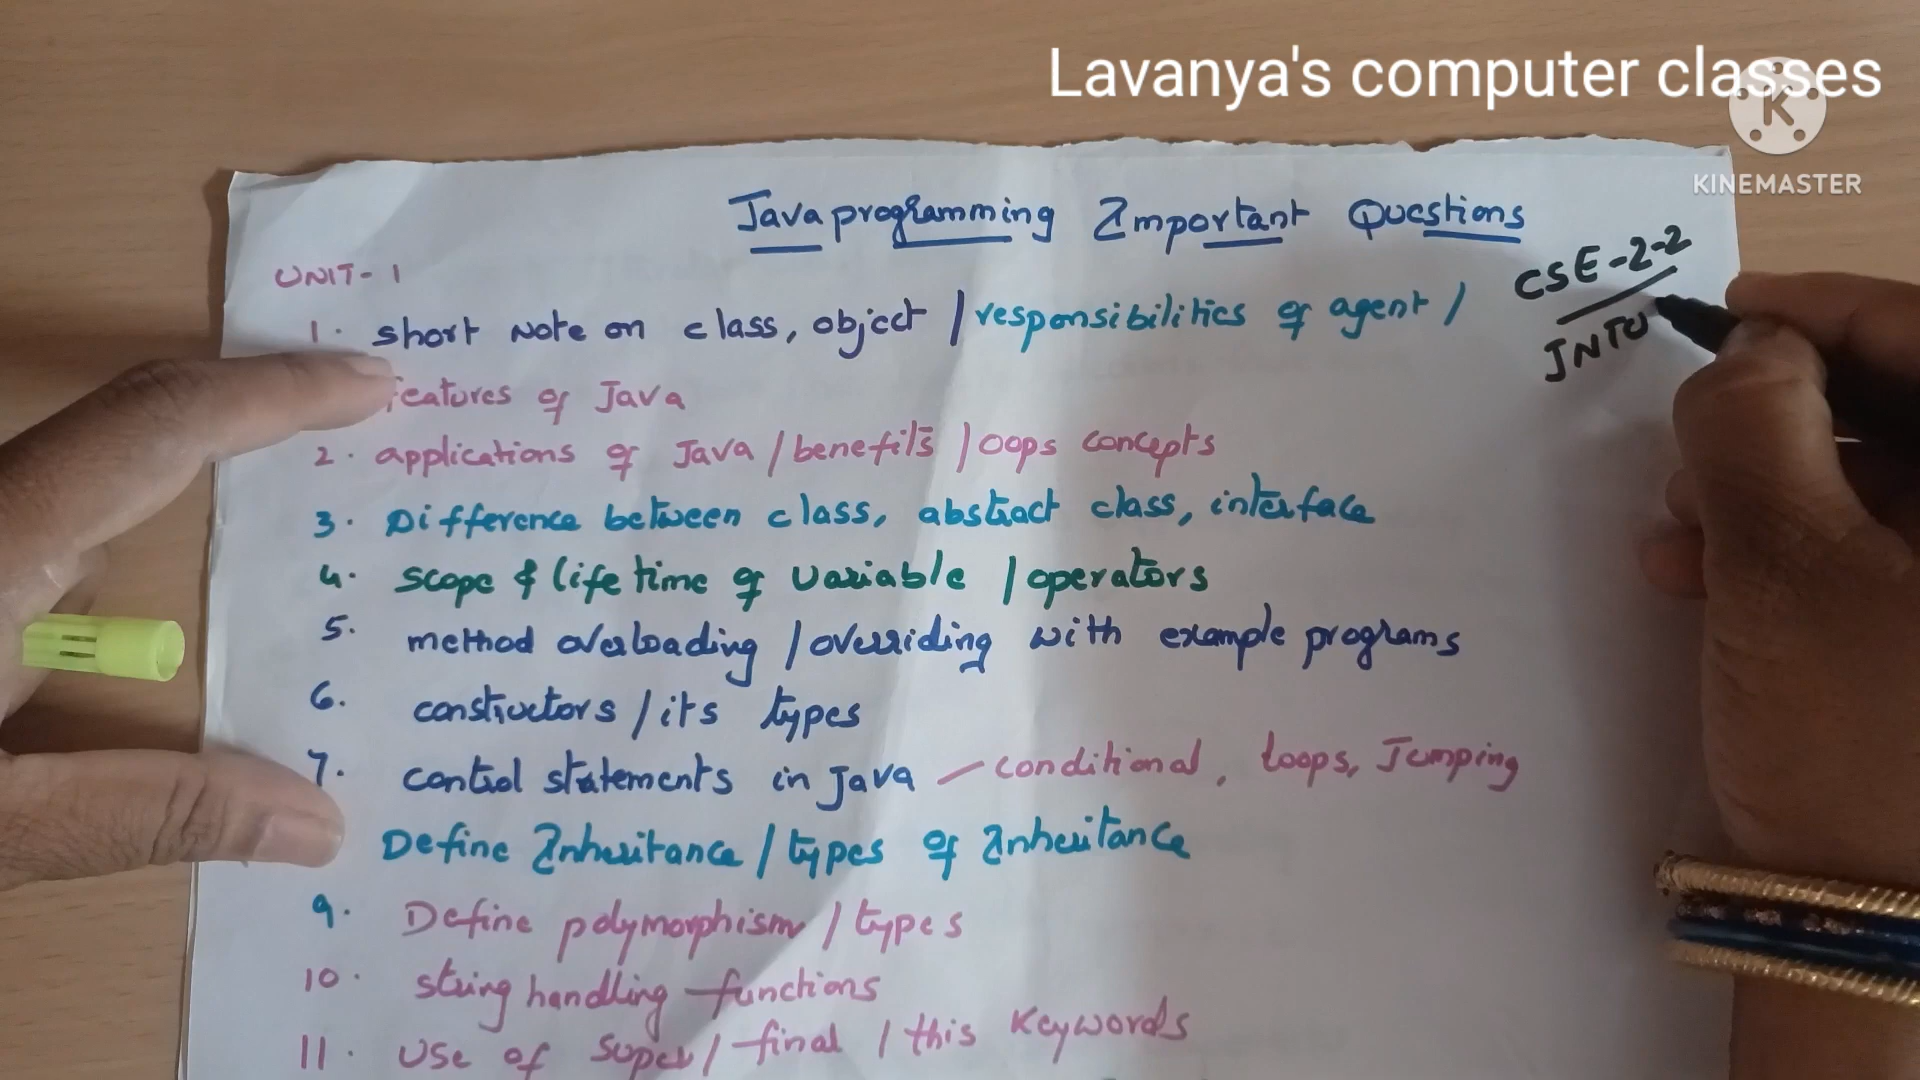 Lavanya's computer classes
KINEMASTER
Java programming Important Questions
CSE-2-2
JNTU
UNIT-1
1. short note on class, object / responsibilities of agent /
features of Java
2. applications of Java / benefits / oops concepts
3. Difference between class, abstract class, interface
4. scope & life time of variable / operators
5. method overloading / overriding with example programs
6. constructors / its types
7. control statements in Java - conditional, loops, Jumping
Define Inheritance / types of Inheritance
9. Define polymorphism / types
10. string handling functions
11. Use of super / final / this keywords